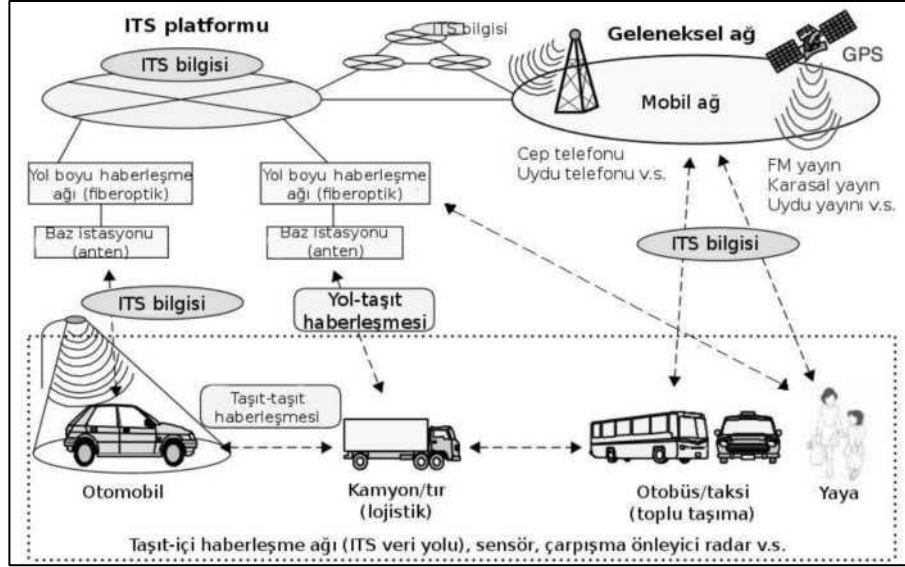 ITS platformu
ITS bilgisi
ITS bilgisi
Geleneksel ağ
GPS
Mobil ağ
Cep telefonu
Uydu telefonu v.s.
FM yayın
Karasal yayın
Uydu yayını v.s.
Yol boyu haberleşme
ağı (fiberoptik)
Yol boyu haberleşme
ağı (fiberoptik)
Baz istasyonu
(anten)
Baz istasyonu
(anten)
ITS bilgisi
ITS bilgisi
Yol-taşıt
haberleşmesi
Taşıt-taşıt
haberleşmesi
Otomobil
Kamyon/tır
(lojistik)
Otobüs/taksi
(toplu taşıma)
Yaya
Taşıt-içi haberleşme ağı (ITS veri yolu), sensör, çarpışma önleyici radar v.s.